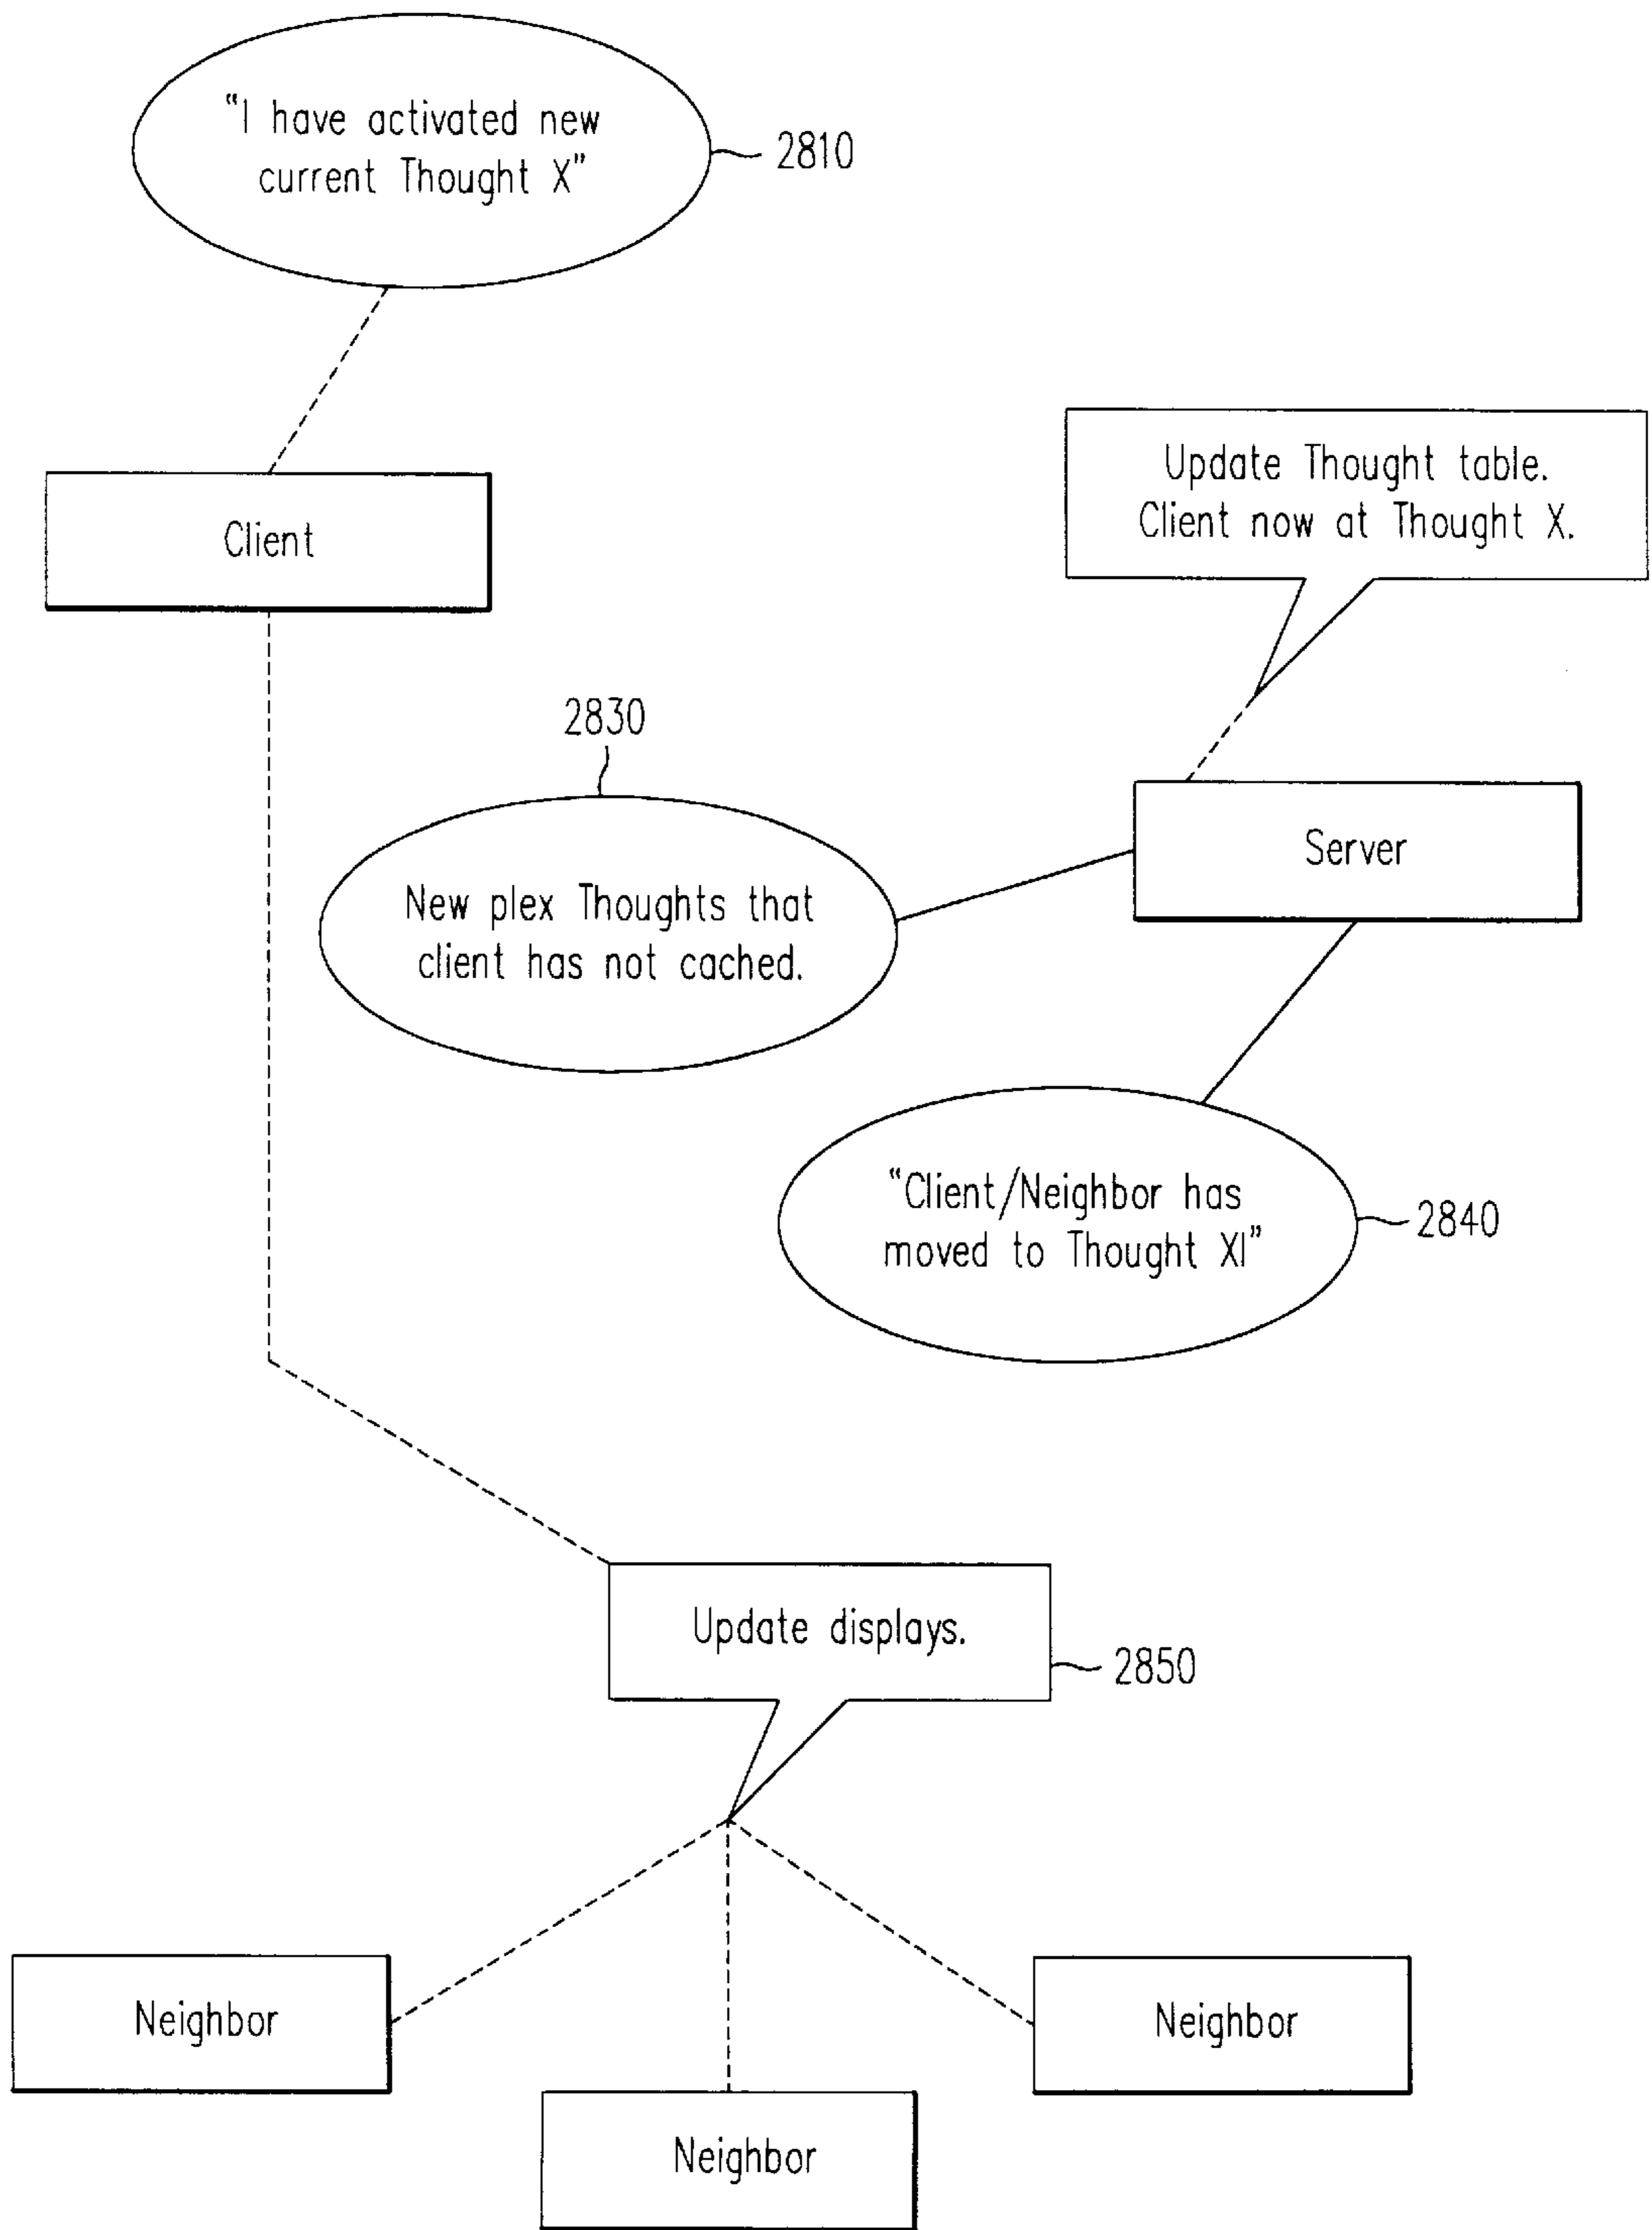 “I have activated new
current Thought X”
2810
Client
Update Thought table.
Client now at Thought X.
2830
Server
New plex Thoughts that
client has not cached.
“Client/Neighbor has
moved to Thought XI”
2840
Update displays.
2850
Neighbor
Neighbor
Neighbor